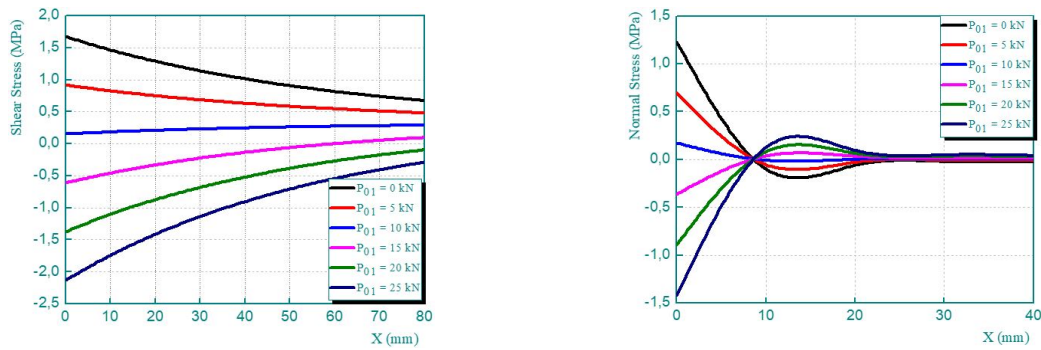 Shear Stress (MPa)
2,0
1,5
1,0
0,5
0,0
-0,5
-1,0
-1,5
-2,0
-2,5
0 10 20 30 40 50 60 70 80
X (mm)
P01 = 0 kN
P01 = 5 kN
P01 = 10 kN
P01 = 15 kN
P01 = 20 kN
P01 = 25 kN
Normal Stress (MPa)
1,5
1,0
0,5
0,0
-0,5
-1,0
-1,5
0 10 20 30 40
X (mm)
P01 = 0 kN
P01 = 5 kN
P01 = 10 kN
P01 = 15 kN
P01 = 20 kN
P01 = 25 kN